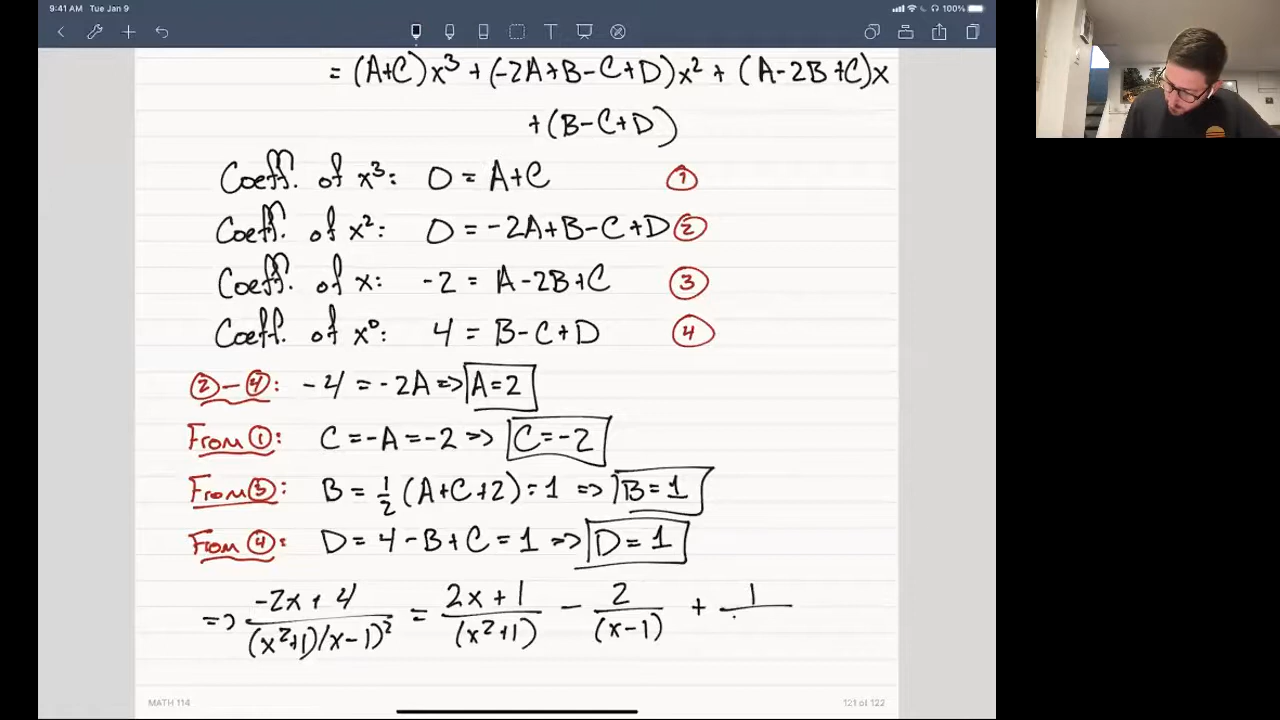 9:41 AM Tue Jan 9 100%
= (A+C)x³ + (-2A+B-C+D)x² + (A-2B+C)x
+(B-C+D)
Coeff. of x³: 0 = A+C ①
Coeff. of x²: 0 = -2A+B-C+D ②
Coeff. of x: -2 = A-2B+C ③
Coeff. of x⁰: 4 = B-C+D ④
②-④: -4 = -2A => A=2
From ①: C = -A = -2 => C=-2
From ③: B = 1/2 (A+C+2) = 1 => B=1
From ④: D = 4-B+C = 1 => D=1
=> (-2x+4)/((x²+1)(x-1)²) = (2x+1)/(x²+1) - 2/(x-1) + 1/
MATH 114 121 of 122